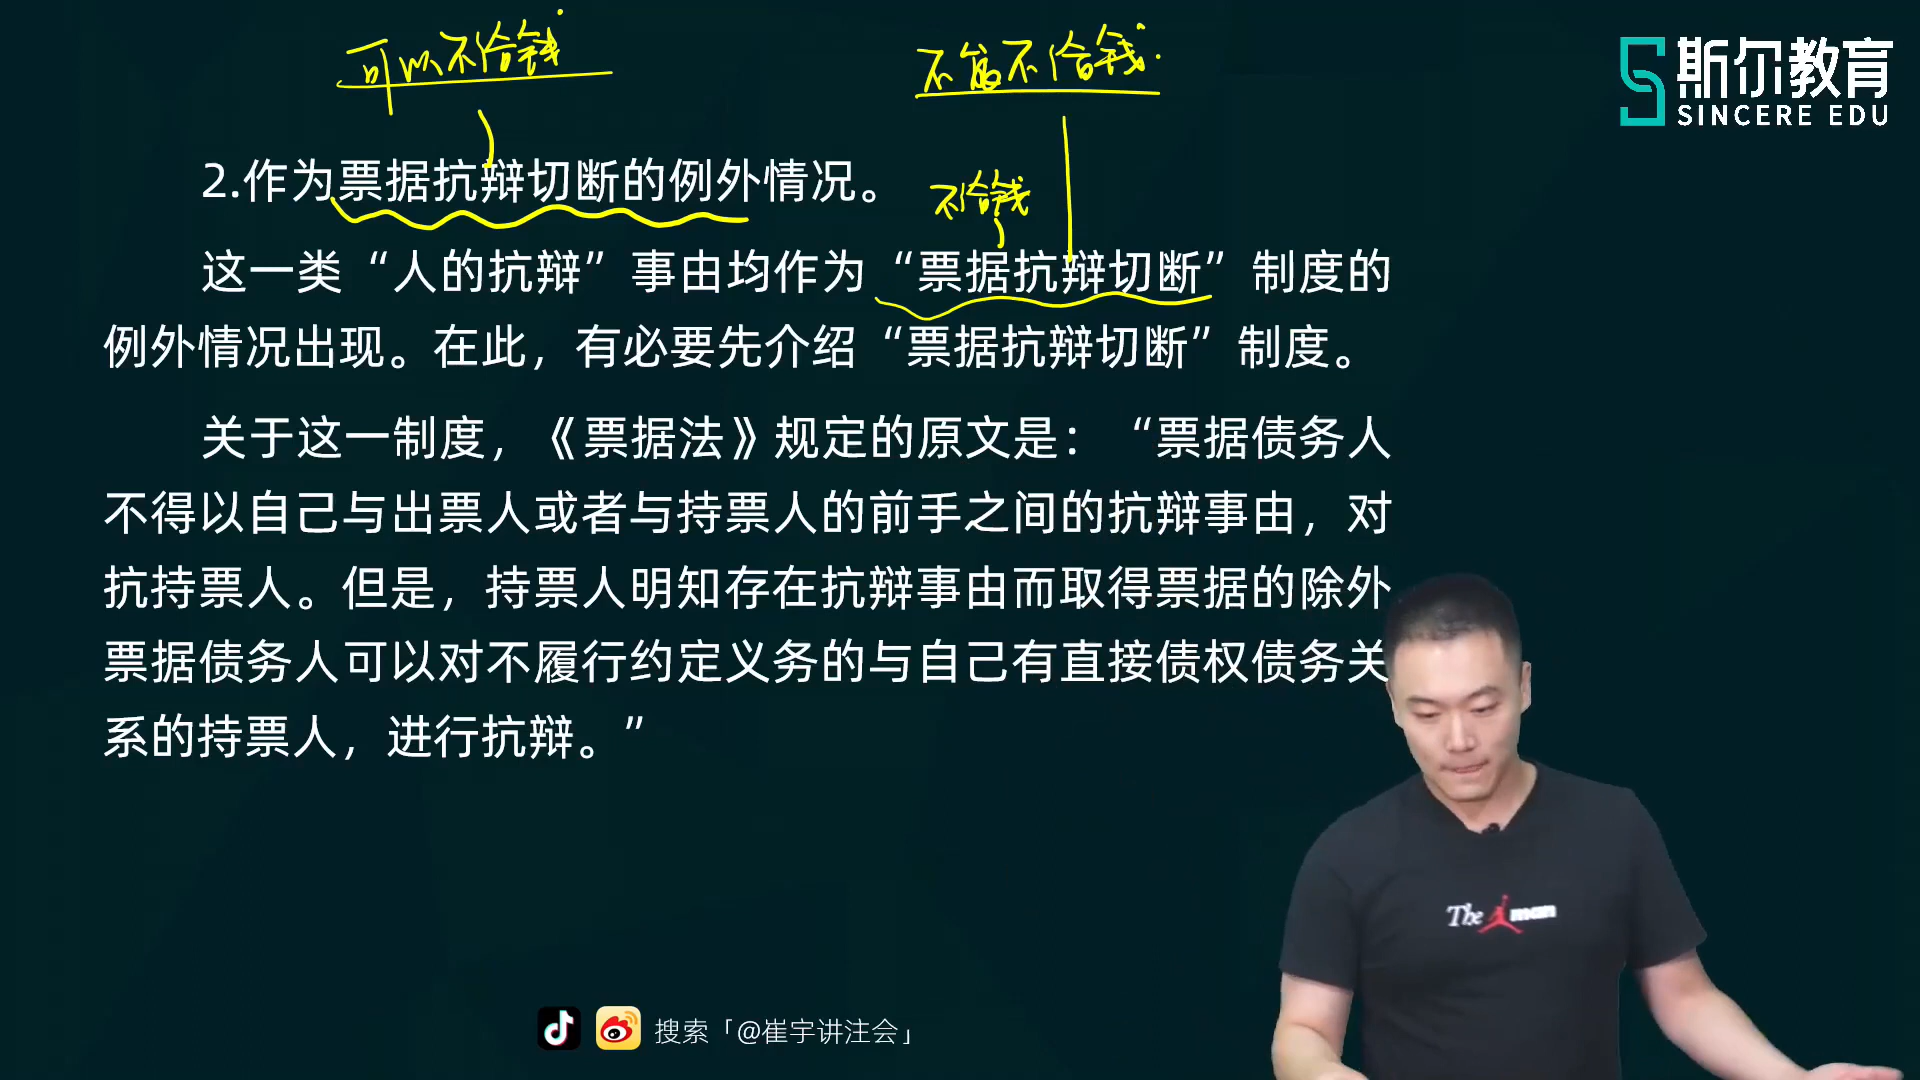 可以不给钱
不能不给钱.
斯尔教育
SINCERE EDU
2.作为票据抗辩切断的例外情况。
不给钱
这一类“人的抗辩”事由均作为“票据抗辩切断”制度的
例外情况出现。在此，有必要先介绍“票据抗辩切断”制度。
关于这一制度，《票据法》规定的原文是：“票据债务人
不得以自己与出票人或者与持票人的前手之间的抗辩事由，对
抗持票人。但是，持票人明知存在抗辩事由而取得票据的除外
票据债务人可以对不履行约定义务的与自己有直接债权债务关
系的持票人，进行抗辩。”
The man
搜索「@崔宇讲注会」